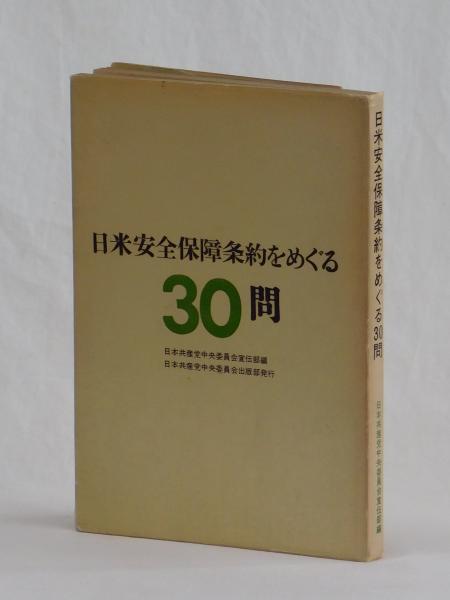 日米安全保障条約をめぐる
30問
日本共産党中央委員会宣伝部編
日本共産党中央委員会出版部発行
日米安全保障条約をめぐる30問
日本共産党中央委員会宣伝部編